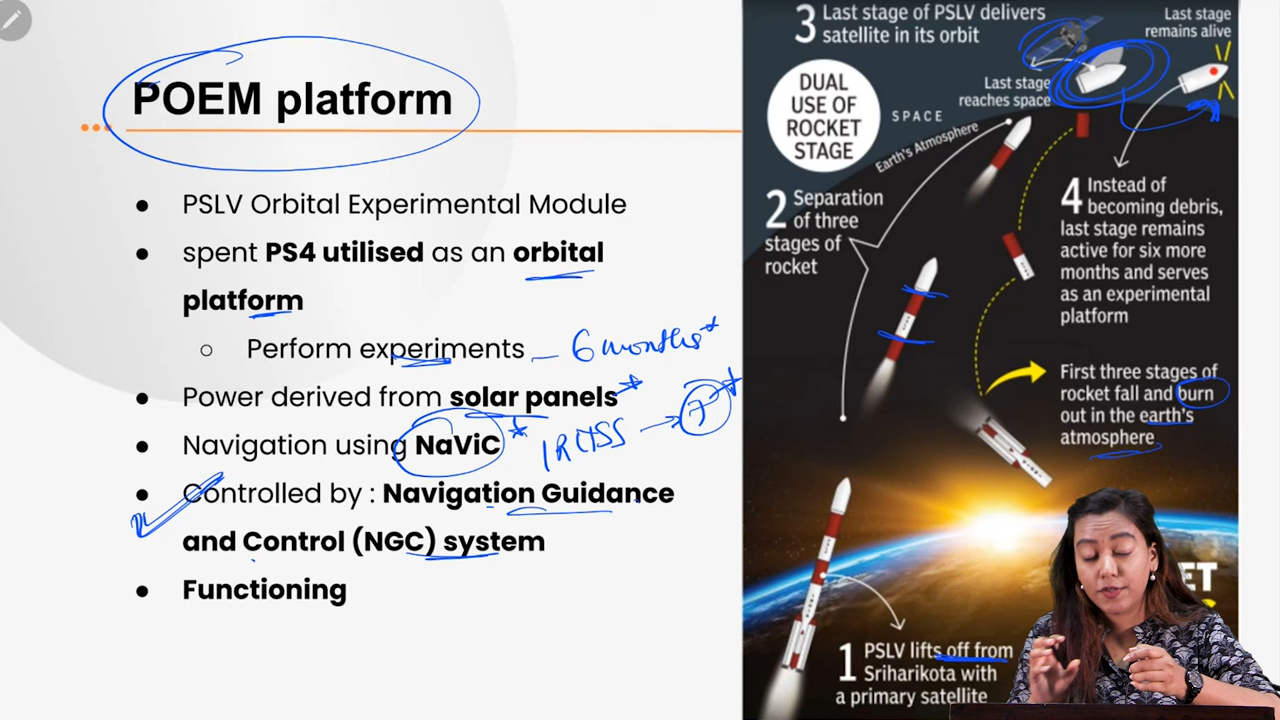 POEM platform
● PSLV Orbital Experimental Module
● spent PS4 utilised as an orbital
platform
○ Perform experiments – 6 months*
● Power derived from solar panels*
● Navigation using NaViC * IRNSS → 7 *
● Controlled by : Navigation Guidance
and Control (NGC) system
● Functioning
3 Last stage of PSLV delivers
satellite in its orbit
Last stage
remains alive
DUAL
USE OF
ROCKET
STAGE
Last stage
reaches space
SPACE
Earth's Atmosphere
2 Separation
of three
stages of
rocket
4 Instead of
becoming debris,
last stage remains
active for six more
months and serves
as an experimental
platform
First three stages of
rocket fall and burn
out in the earth's
atmosphere
1 PSLV lifts off from
Sriharikota with
a primary satellite